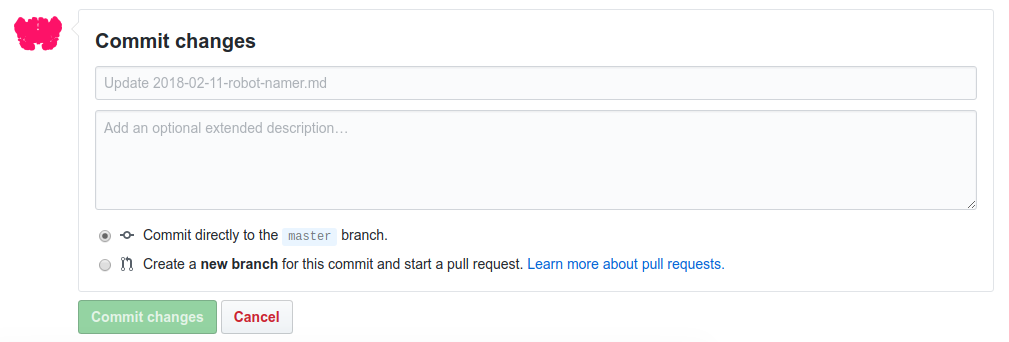 Commit changes
Update 2018-02-11-robot-namer.md
Add an optional extended description…
Commit directly to the master branch.
Create a new branch for this commit and start a pull request. Learn more about pull requests.
Commit changes Cancel